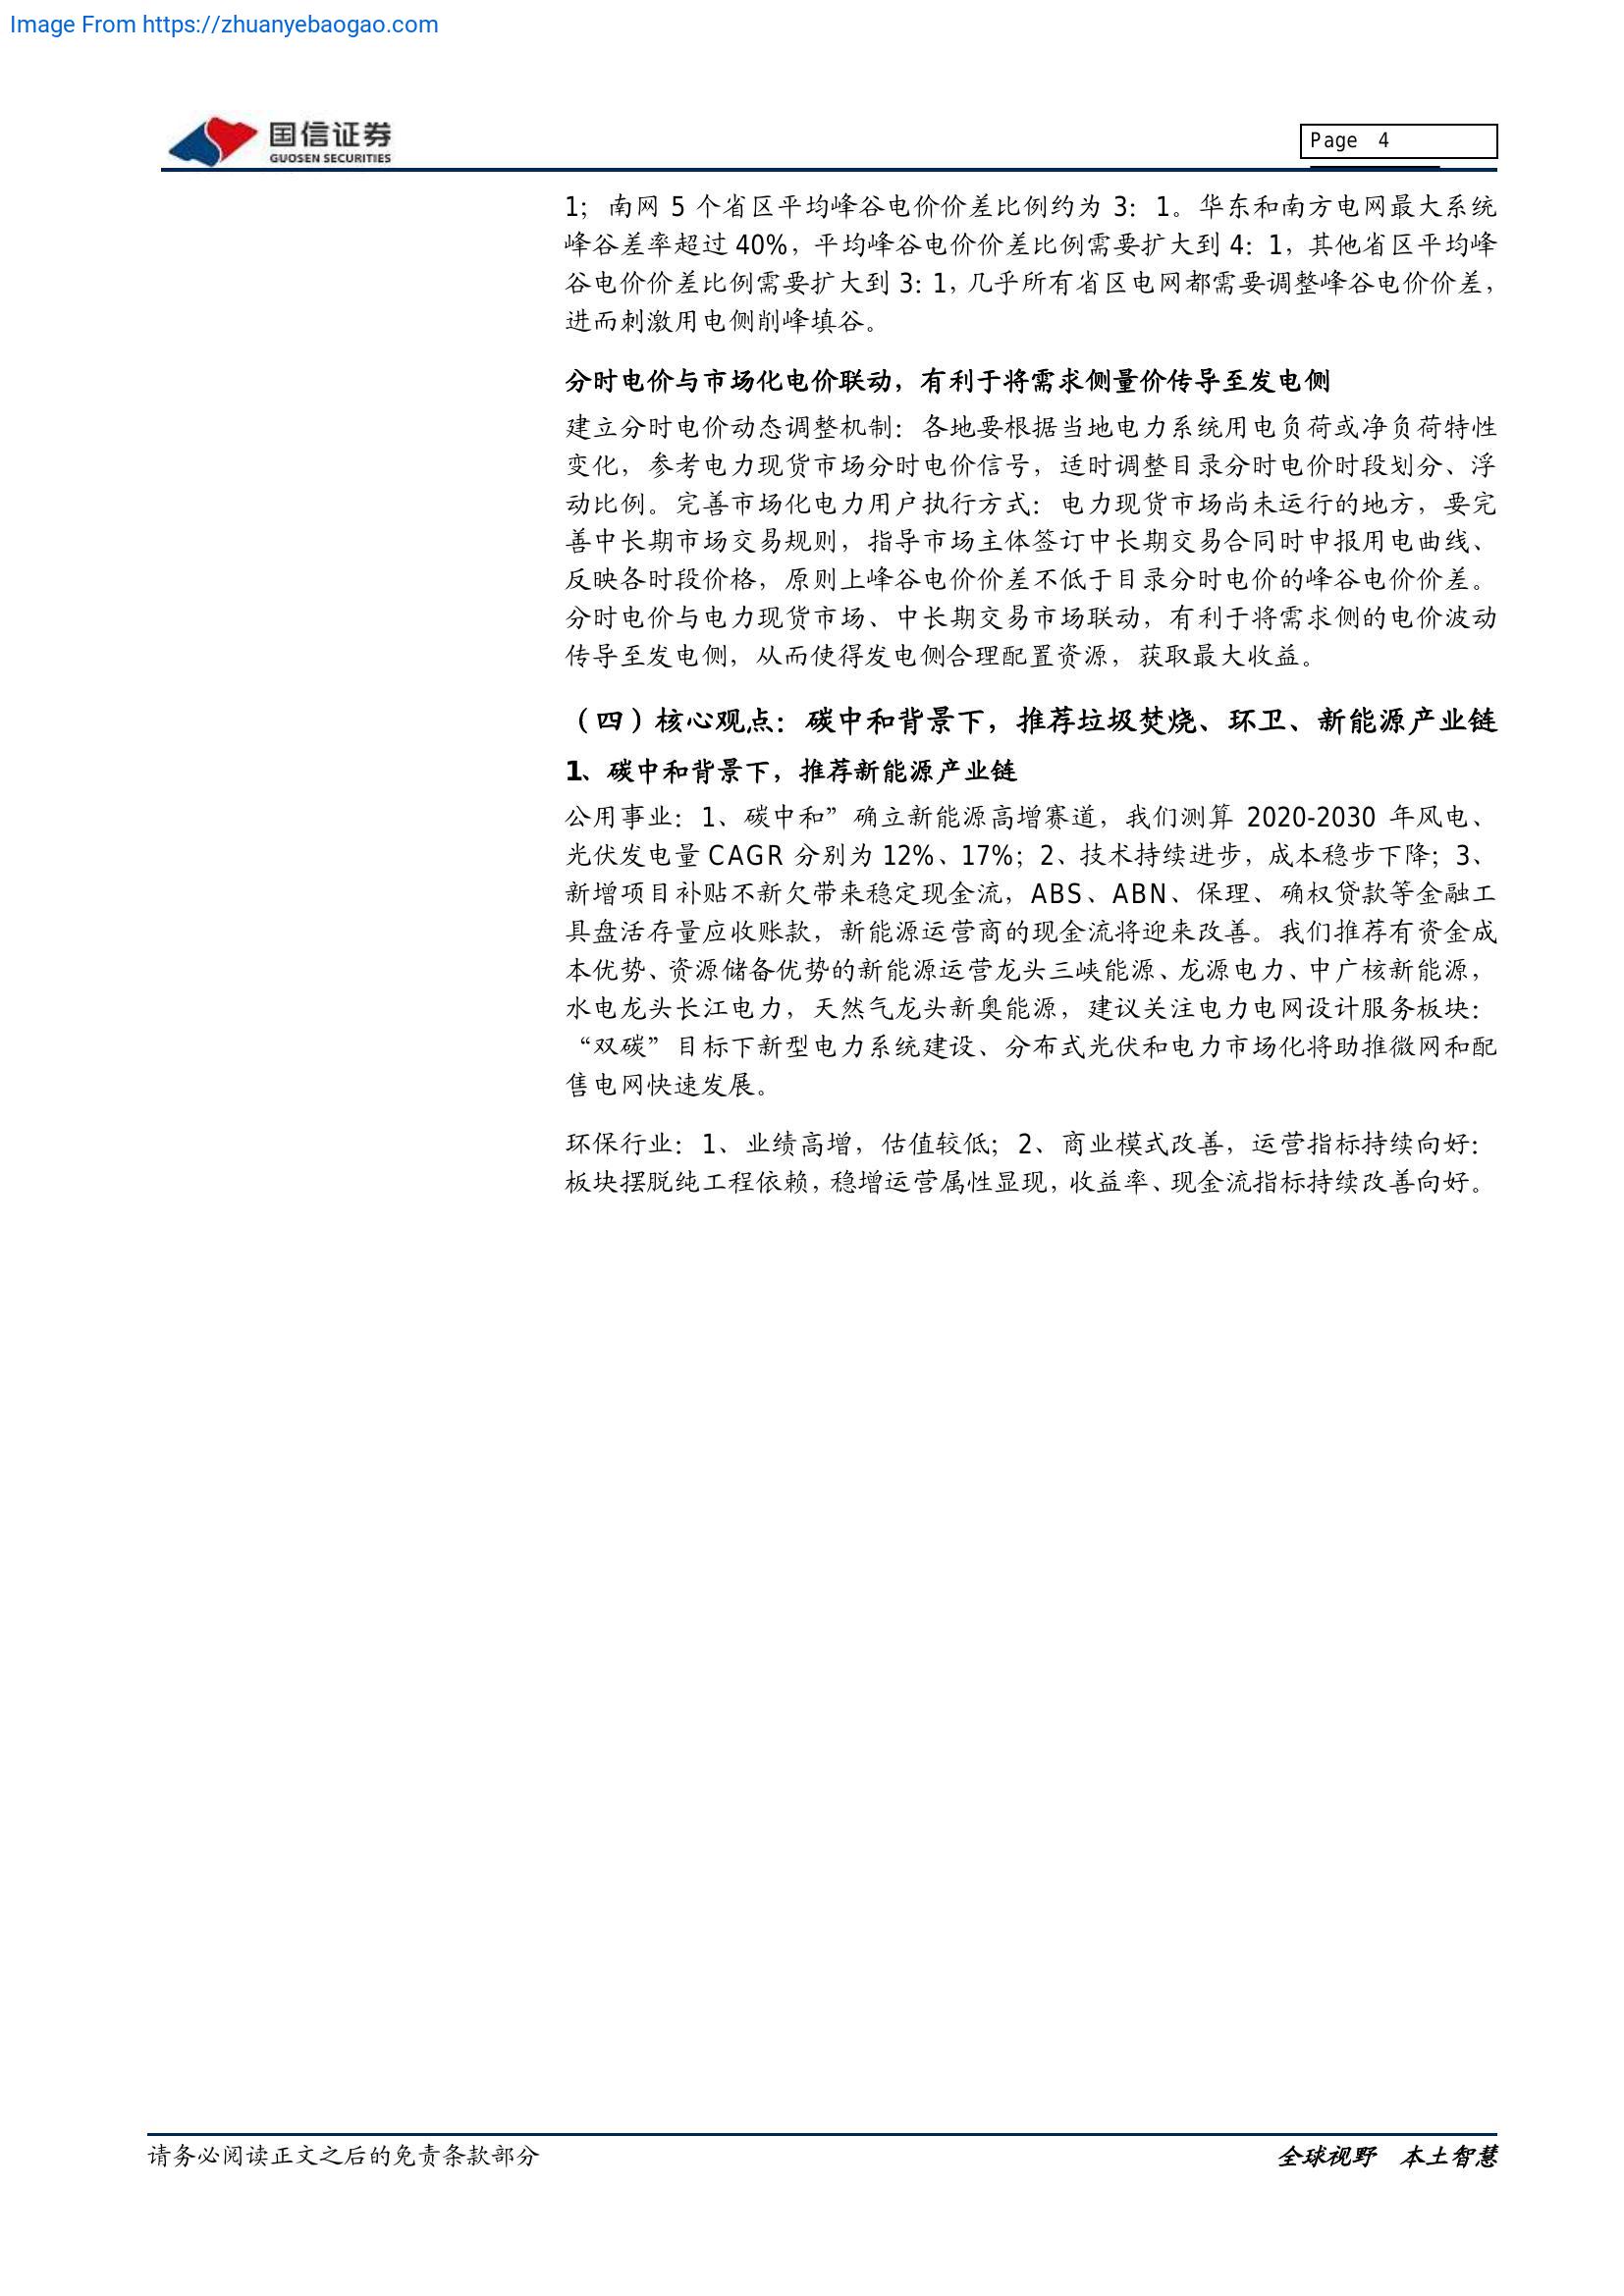 Image From https://zhuanyebaogao.com
国信证券
GUOSEN SECURITIES
Page 4
1；南网 5 个省区平均峰谷电价价差比例约为 3：1。华东和南方电网最大系统
峰谷差率超过 40%，平均峰谷电价价差比例需要扩大到 4：1，其他省区平均峰
谷电价价差比例需要扩大到 3：1，几乎所有省区电网都需要调整峰谷电价价差，
进而刺激用电侧削峰填谷。
分时电价与市场化电价联动，有利于将需求侧量价传导至发电侧
建立分时电价动态调整机制：各地要根据当地电力系统用电负荷或净负荷特性
变化，参考电力现货市场分时电价信号，适时调整目录分时电价时段划分、浮
动比例。完善市场化电力用户执行方式：电力现货市场尚未运行的地方，要完
善中长期市场交易规则，指导市场主体签订中长期交易合同时申报用电曲线、
反映各时段价格，原则上峰谷电价价差不低于目录分时电价的峰谷电价价差。
分时电价与电力现货市场、中长期交易市场联动，有利于将需求侧的电价波动
传导至发电侧，从而使得发电侧合理配置资源，获取最大收益。
（四）核心观点：碳中和背景下，推荐垃圾焚烧、环卫、新能源产业链
1、碳中和背景下，推荐新能源产业链
公用事业：1、碳中和”确立新能源高增赛道，我们测算 2020-2030 年风电、
光伏发电量 CAGR 分别为 12%、17%；2、技术持续进步，成本稳步下降；3、
新增项目补贴不新欠带来稳定现金流，ABS、ABN、保理、确权贷款等金融工
具盘活存量应收账款，新能源运营商的现金流将迎来改善。我们推荐有资金成
本优势、资源储备优势的新能源运营龙头三峡能源、龙源电力、中广核新能源，
水电龙头长江电力，天然气龙头新奥能源，建议关注电力电网设计服务板块：
“双碳”目标下新型电力系统建设、分布式光伏和电力市场化将助推微网和配
售电网快速发展。
环保行业：1、业绩高增，估值较低；2、商业模式改善，运营指标持续向好：
板块摆脱纯工程依赖，稳增运营属性显现，收益率、现金流指标持续改善向好。
请务必阅读正文之后的免责条款部分
全球视野 本土智慧